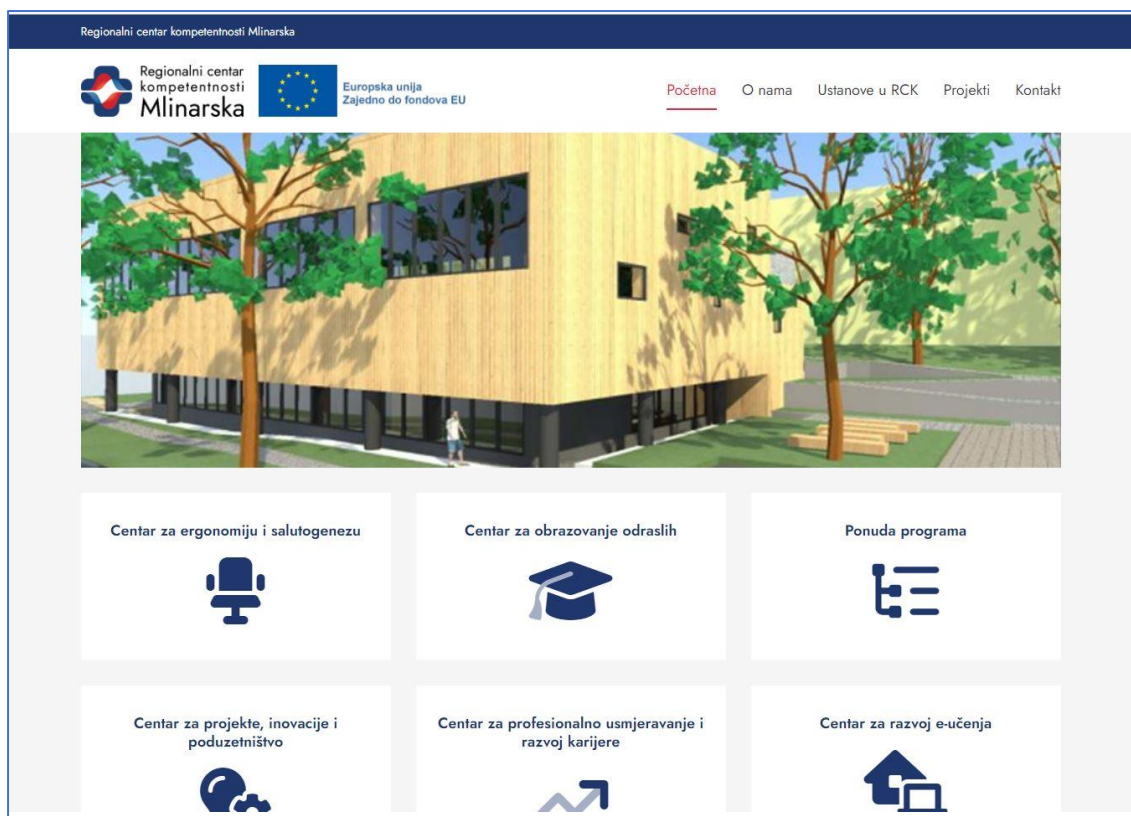 Regionalni centar kompetentnosti Mlinarska
Regionalni centar
kompetentnosti
Mlinarska
Europska unija
Zajedno do fondova EU
Početna O nama Ustanove u RCK Projekti Kontakt
Centar za ergonomiju i salutogenezu
Centar za obrazovanje odraslih
Ponuda programa
Centar za projekte, inovacije i
poduzetništvo
Centar za profesionalno usmjeravanje i
razvoj karijere
Centar za razvoj e-učenja